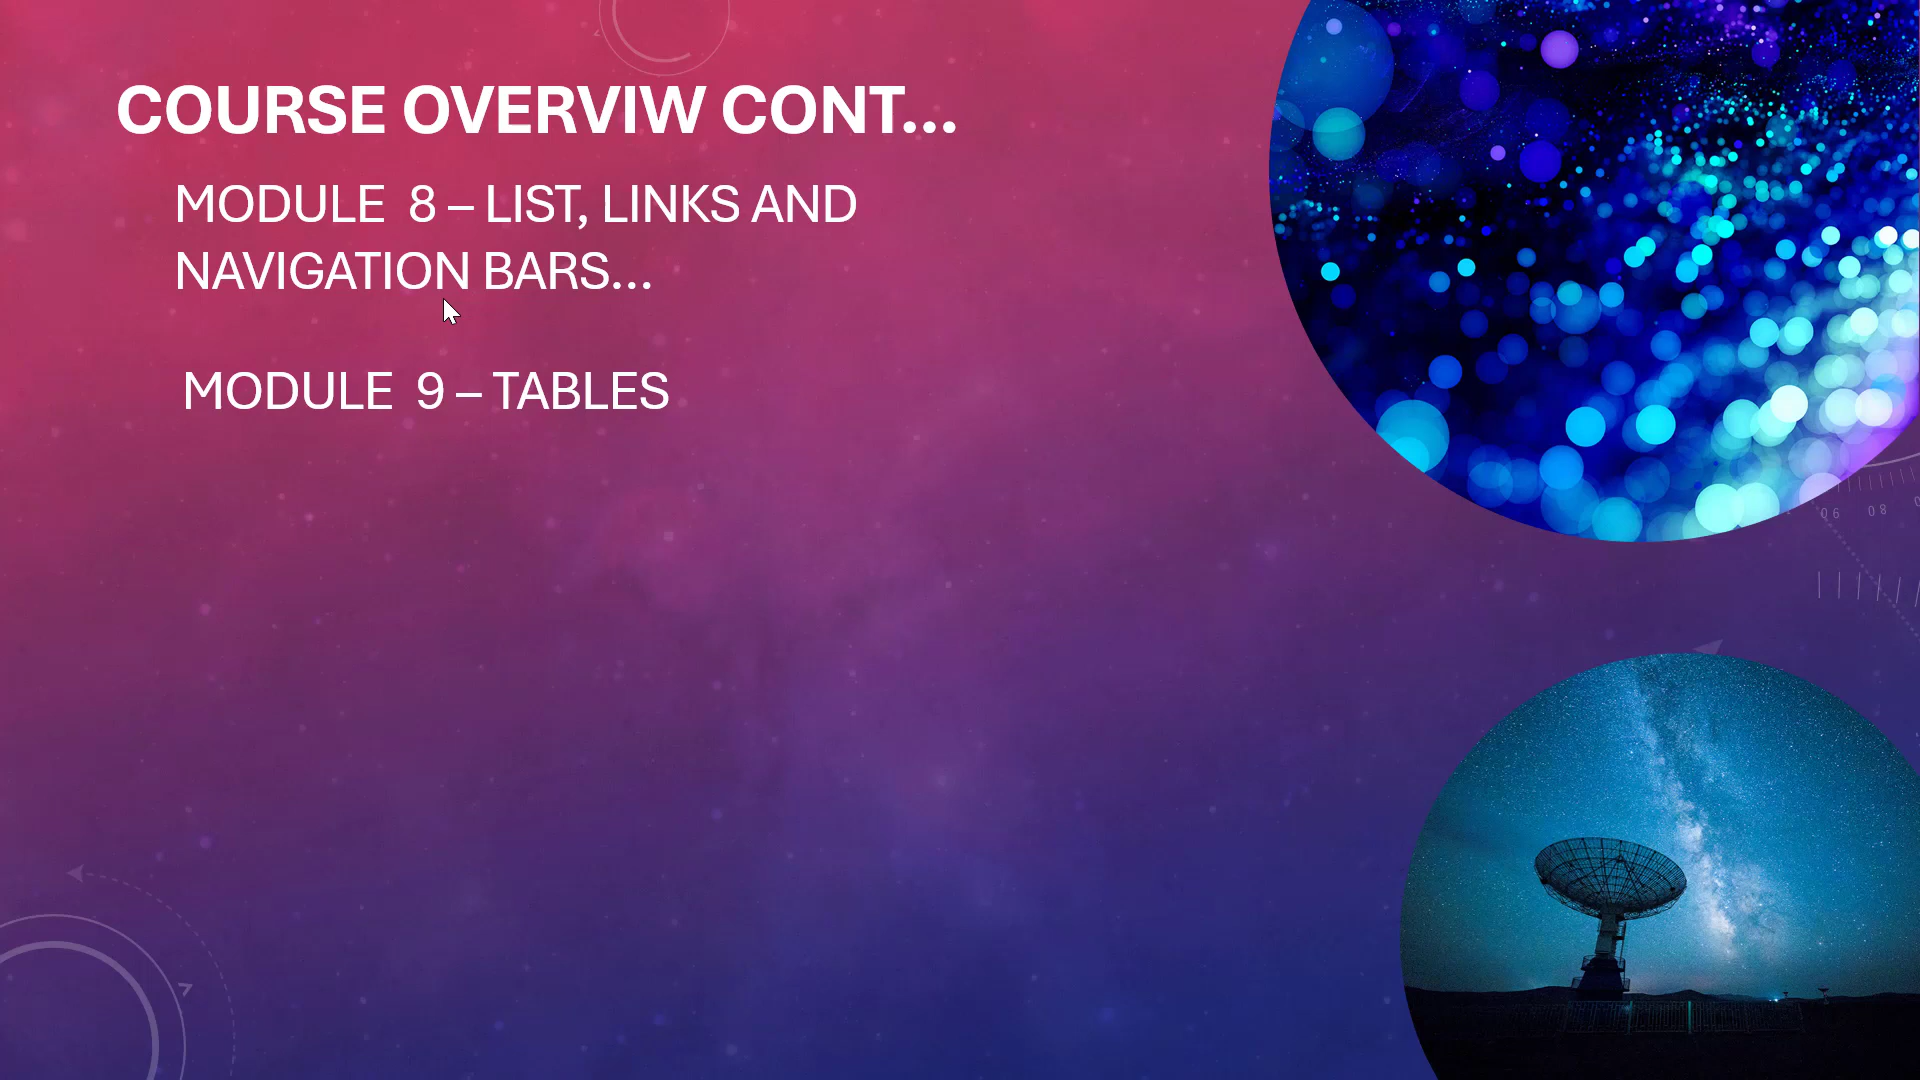 COURSE OVERVIW CONT...
MODULE  8 – LIST, LINKS AND
NAVIGATION BARS...
MODULE  9 – TABLES